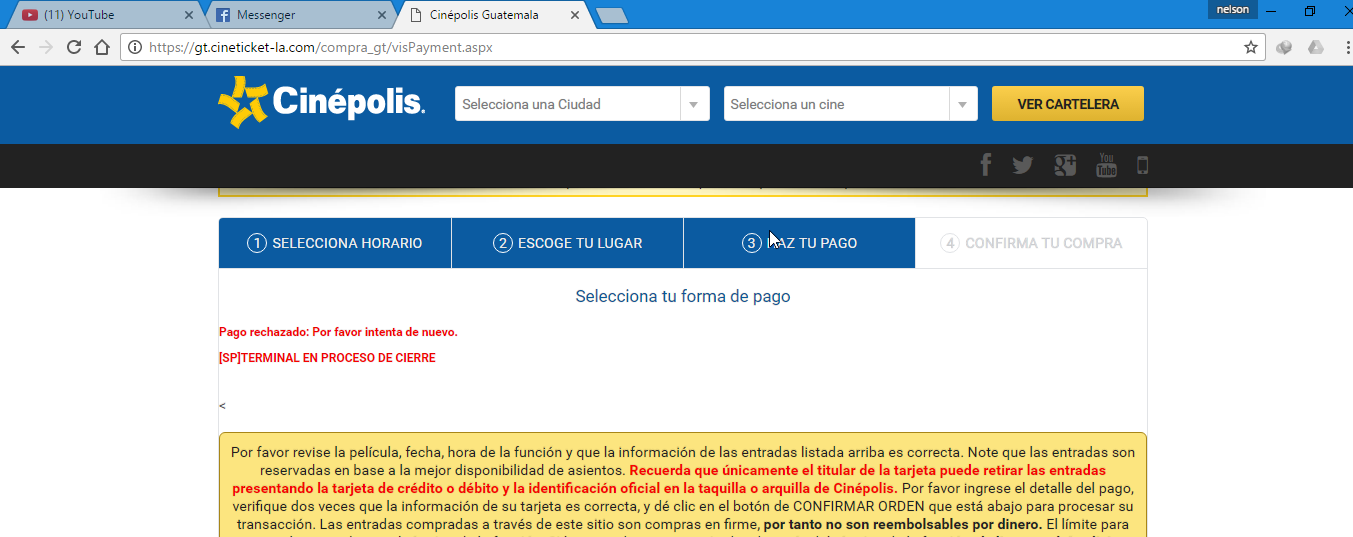 (11) YouTube
Messenger
Cinépolis Guatemala
nelson
https://gt.cineticket-la.com/compra_gt/visPayment.aspx
Cinépolis.
Selecciona una Ciudad
Selecciona un cine
VER CARTELERA
You
Tube
1 SELECCIONA HORARIO
2 ESCOGE TU LUGAR
3 HAZ TU PAGO
4 CONFIRMA TU COMPRA
Selecciona tu forma de pago
Pago rechazado: Por favor intenta de nuevo.
[SP]TERMINAL EN PROCESO DE CIERRE
<
Por favor revise la película, fecha, hora de la función y que la información de las entradas listada arriba es correcta. Note que las entradas son
reservadas en base a la mejor disponibilidad de asientos. Recuerda que únicamente el titular de la tarjeta puede retirar las entradas
presentando la tarjeta de crédito o débito y la identificación oficial en la taquilla o arquilla de Cinépolis. Por favor ingrese el detalle del pago,
verifique dos veces que la información de su tarjeta es correcta, y dé clic en el botón de CONFIRMAR ORDEN que está abajo para procesar su
transacción. Las entradas compradas a través de este sitio son compras en firme, por tanto no son reembolsables por dinero. El límite para